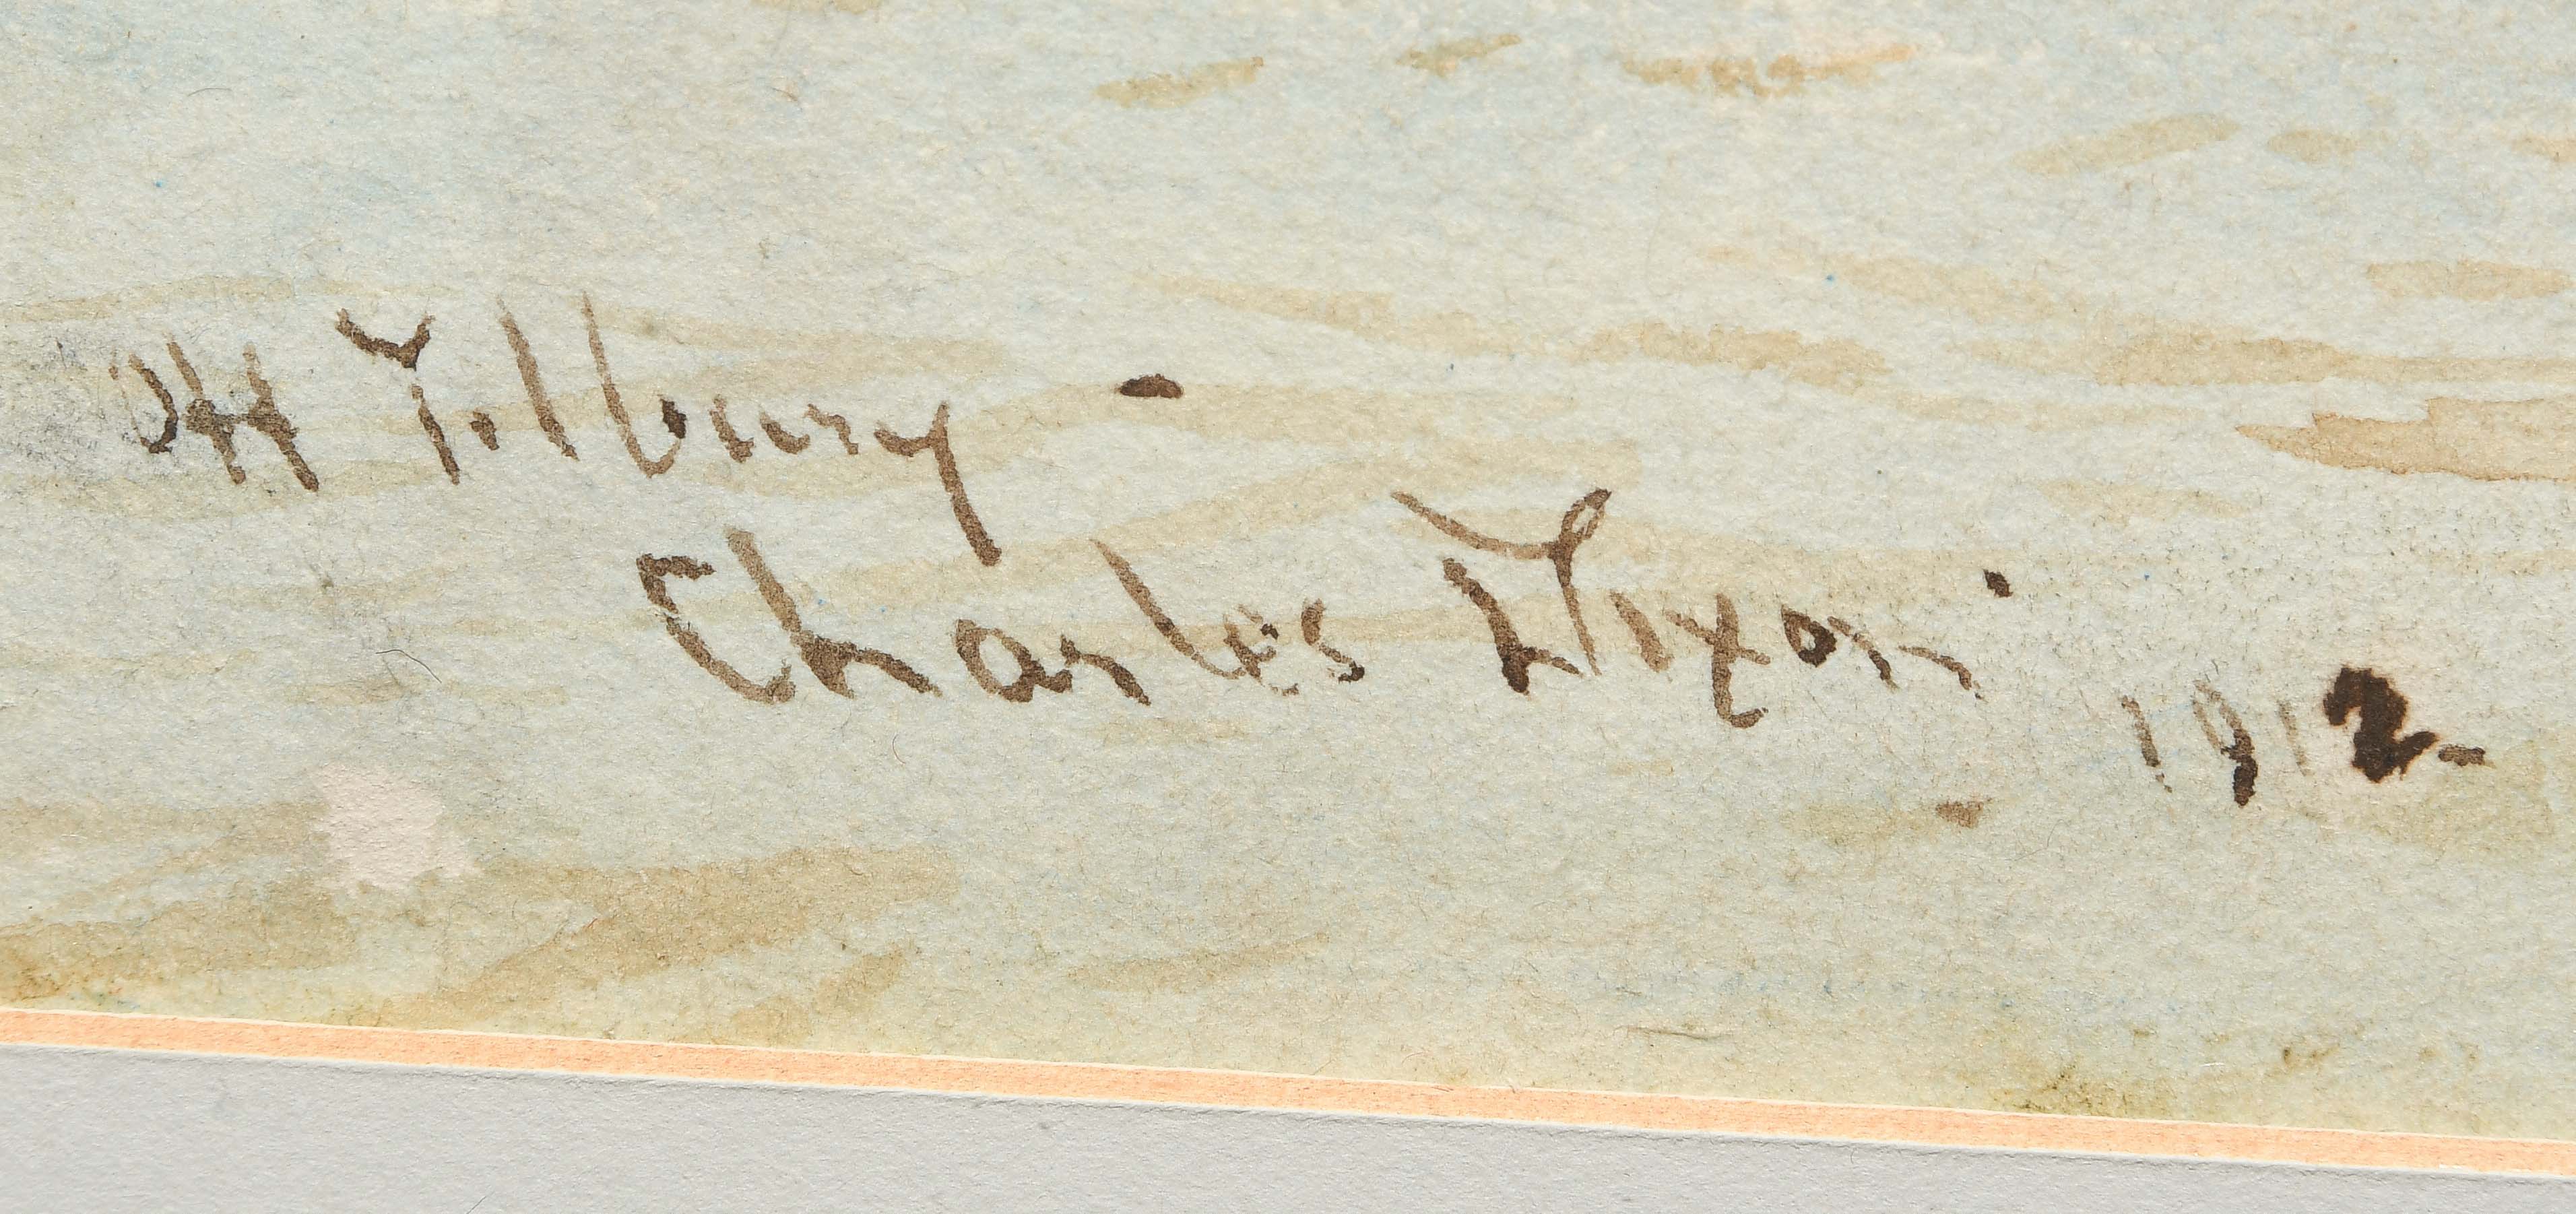 Off Tilbury -
Charles Dixon.
1912-